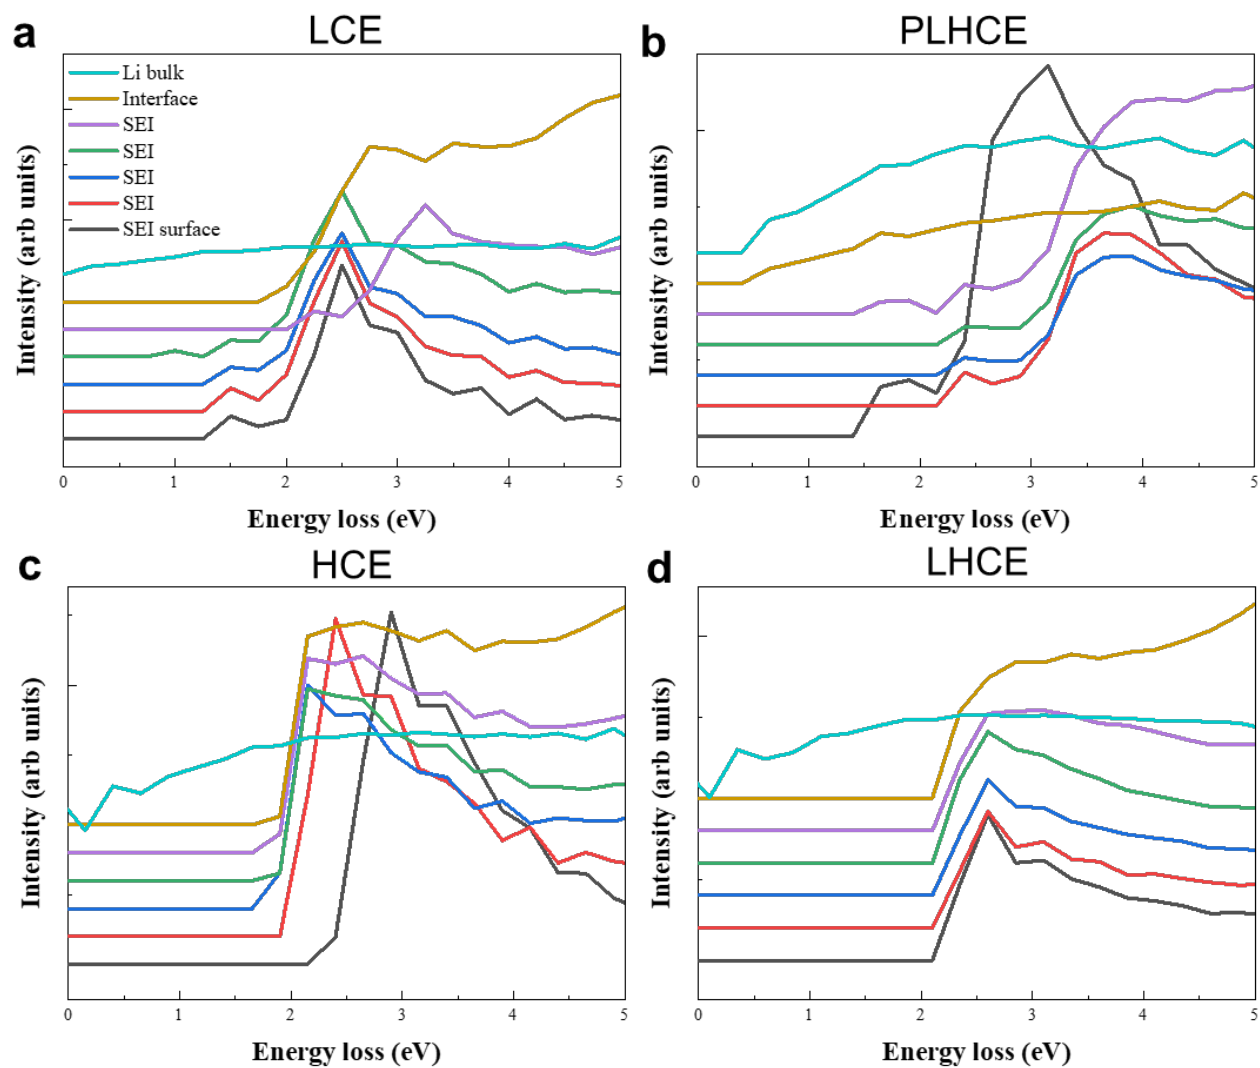 a
LCE
Li bulk
Interface
SEI
SEI
SEI
SEI
SEI surface
Intensity (arb units)
0 1 2 3 4 5
Energy loss (eV)
b
PLHCE
Intensity (arb units)
0 1 2 3 4 5
Energy loss (eV)
c
HCE
Intensity (arb units)
0 1 2 3 4 5
Energy loss (eV)
d
LHCE
Intensity (arb units)
0 1 2 3 4 5
Energy loss (eV)